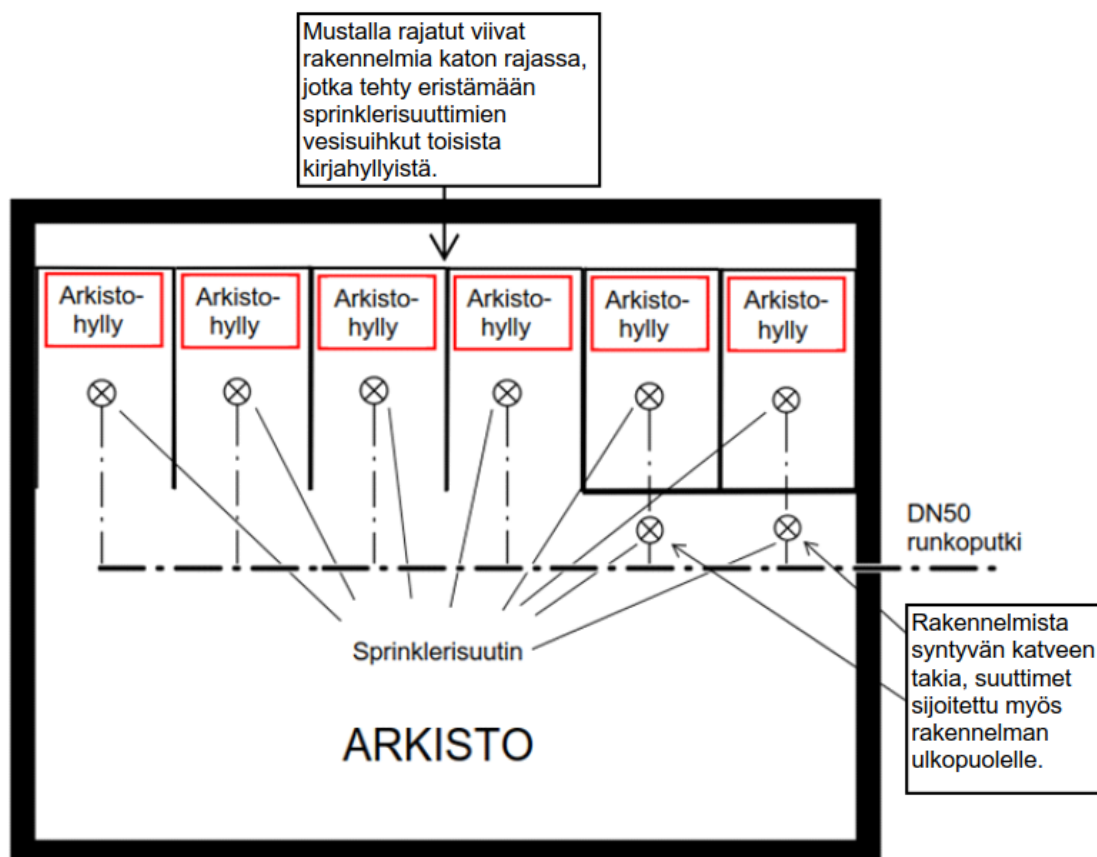 Mustalla rajatut viivat
rakennelmia katon rajassa,
jotka tehty eristämään
sprinklerisuuttimien
vesisuihkut toisista
kirjahyllyistä.
Arkisto-
hylly
Arkisto-
hylly
Arkisto-
hylly
Arkisto-
hylly
Arkisto-
hylly
Arkisto-
hylly
DN50
runkoputki
Sprinklerisuutin
Rakennelmista
syntyvän katveen
takia, suuttimet
sijoitettu myös
rakennelman
ulkopuolelle.
ARKISTO